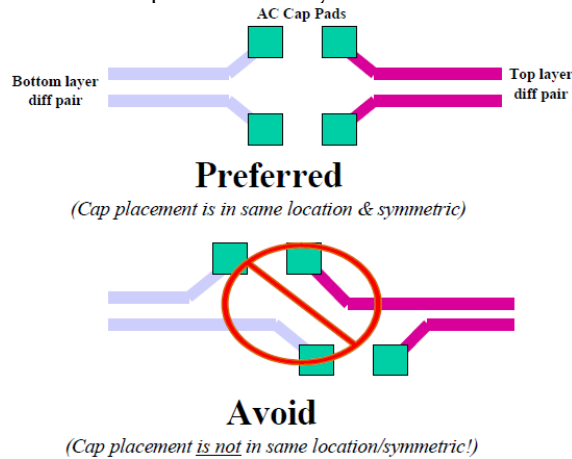 AC Cap Pads
Bottom layer
diff pair
Top layer
diff pair
Preferred
(Cap placement is in same location & symmetric)
Avoid
(Cap placement is not in same location/symmetric!)